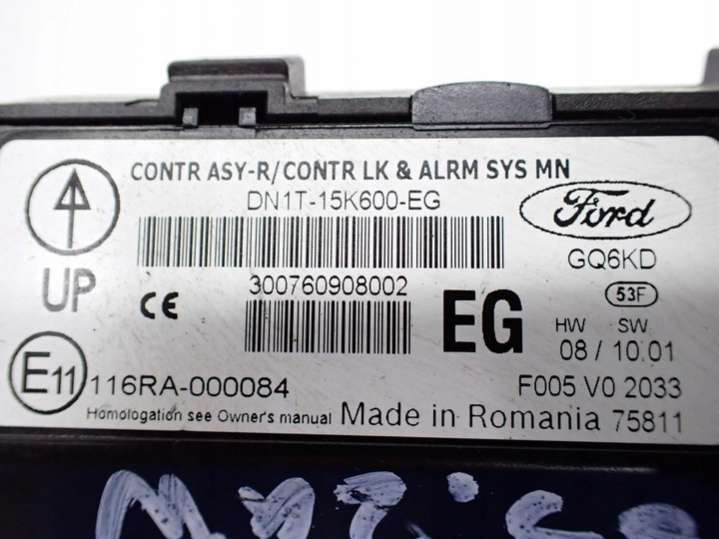 CONTR ASY-R/CONTR LK & ALRM SYS MN
DN1T-15K600-EG
Ford
GQ6KD
UP
300760908002
CE
EG
53F
HW SW
08 / 10.01
E11
116RA-000084
F005 V0 2033
Homologation see Owner's manual Made in Romania 75811